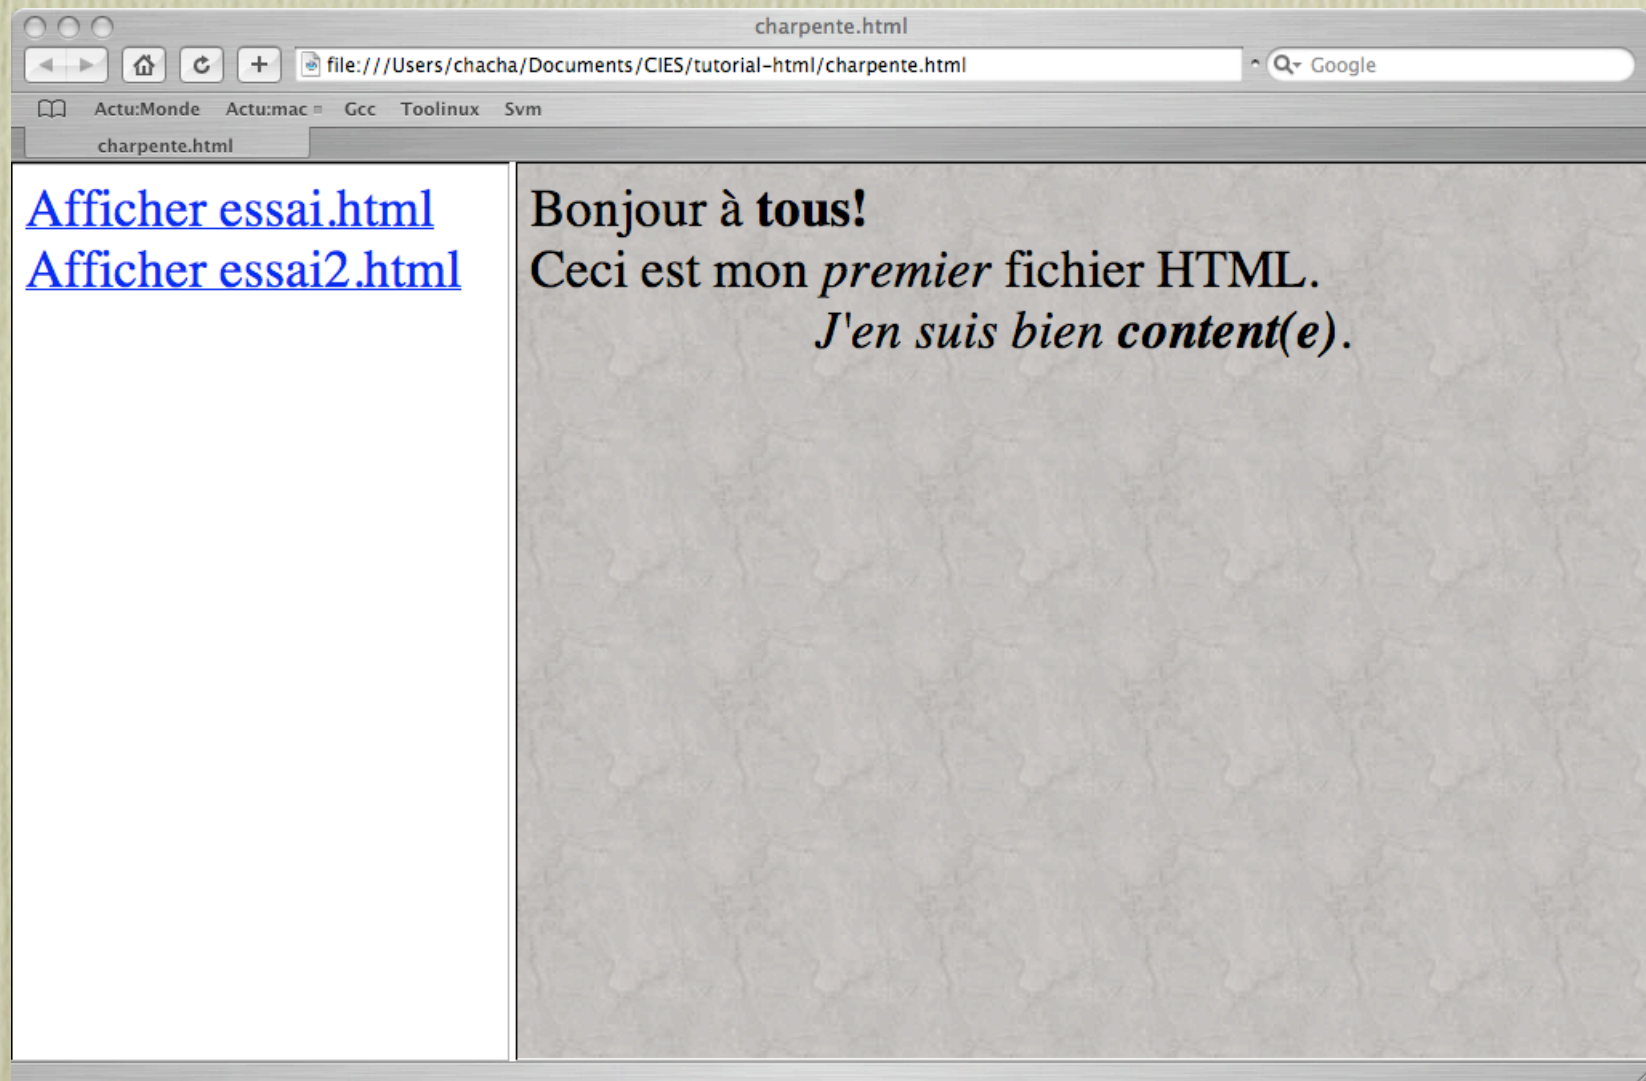 charpente.html
file:///Users/chacha/Documents/CIES/tutorial-html/charpente.html
Google
Actu:Monde Actu:mac Gcc Toolinux Svm
charpente.html
Afficher essai.html
Afficher essai2.html
Bonjour à tous!
Ceci est mon premier fichier HTML.
J'en suis bien content(e).